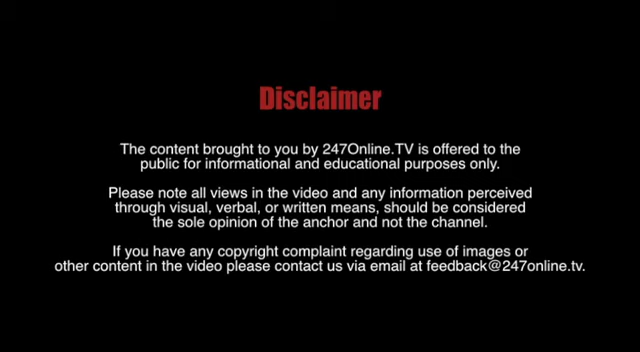 Disclaimer
The content brought to you by 247Online.TV is offered to the
public for informational and educational purposes only.
Please note all views in the video and any information perceived
through visual, verbal, or written means, should be considered
the sole opinion of the anchor and not the channel.
If you have any copyright complaint regarding use of images or
other content in the video please contact us via email at feedback@247online.tv.